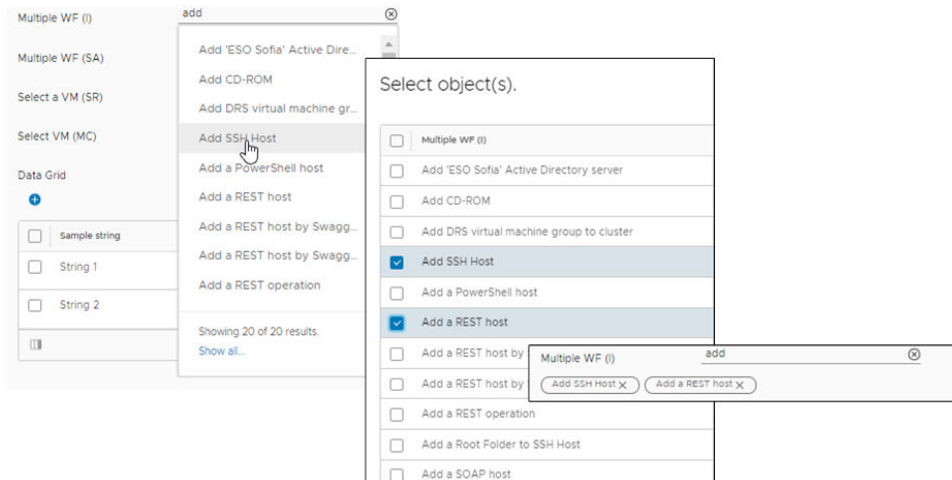 Multiple WF (I)
add
Multiple WF (SA)
Select a VM (SR)
Select VM (MC)
Data Grid
Sample string
String 1
String 2
Add 'ESO Sofia' Active Dire...
Add CD-ROM
Add DRS virtual machine gr...
Add SSH Host
Add a PowerShell host
Add a REST host
Add a REST host by Swagg...
Add a REST host by Swagg...
Add a REST operation
Showing 20 of 20 results.
Show all...
Select object(s).
Multiple WF (I)
Add 'ESO Sofia' Active Directory server
Add CD-ROM
Add DRS virtual machine group to cluster
Add SSH Host
Add a PowerShell host
Add a REST host
Add a REST host by
Add a REST host by
Add a REST operation
Add a Root Folder to SSH Host
Add a SOAP host
Multiple WF (I)
add
Add SSH Host X
Add a REST host X